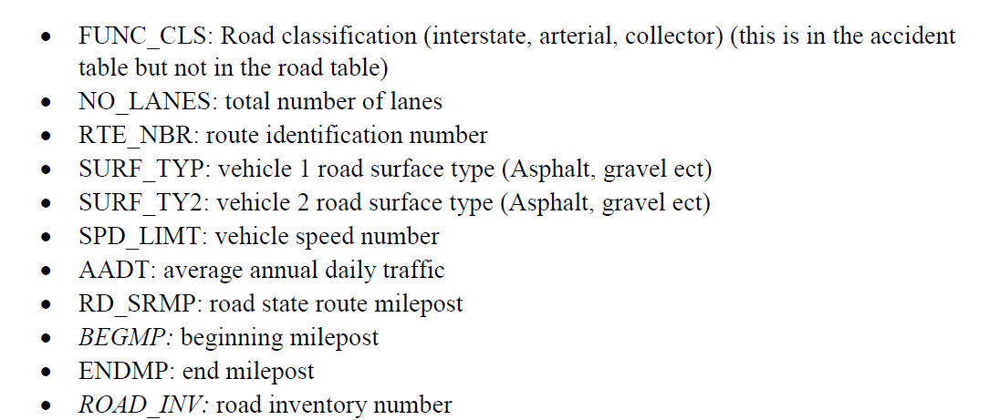 • FUNC_CLS: Road classification (interstate, arterial, collector) (this is in the accident
table but not in the road table)
• NO_LANES: total number of lanes
• RTE_NBR: route identification number
• SURF_TYP: vehicle 1 road surface type (Asphalt, gravel ect)
• SURF_TY2: vehicle 2 road surface type (Asphalt, gravel ect)
• SPD_LIMT: vehicle speed number
• AADT: average annual daily traffic
• RD_SRMP: road state route milepost
• BEGMP: beginning milepost
• ENDMP: end milepost
• ROAD_INV: road inventory number